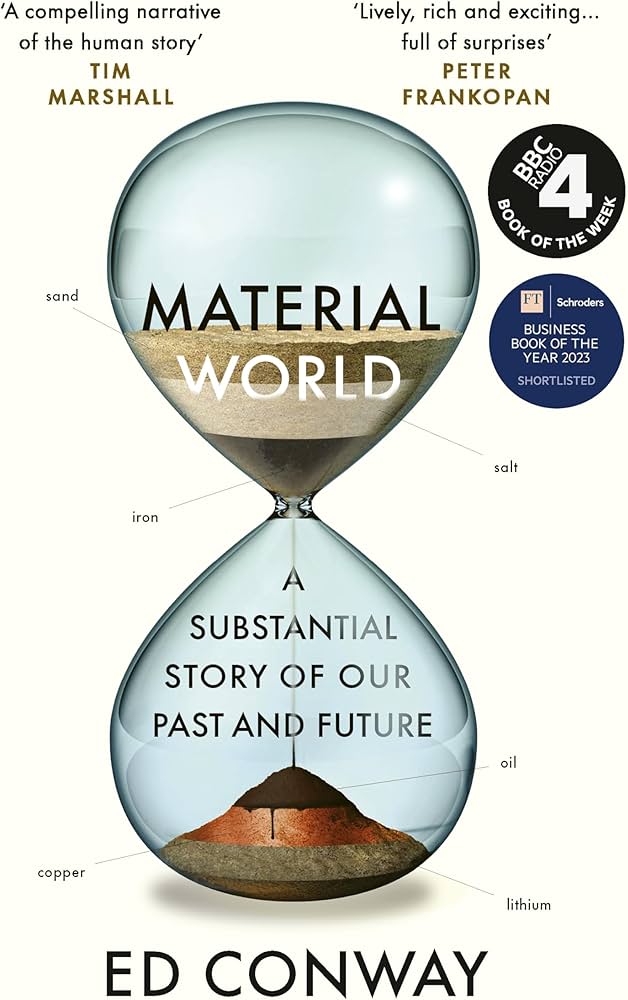 ‘A compelling narrative
of the human story’
TIM
MARSHALL
‘Lively, rich and exciting...
full of surprises’
PETER
FRANKOPAN
BBC
RADIO
4
BOOK OF THE WEEK
FT Schroders
BUSINESS
BOOK OF THE
YEAR 2023
SHORTLISTED
sand
MATERIAL
WORLD
salt
iron
A
SUBSTANTIAL
STORY OF OUR
PAST AND FUTURE
oil
copper
lithium
ED CONWAY